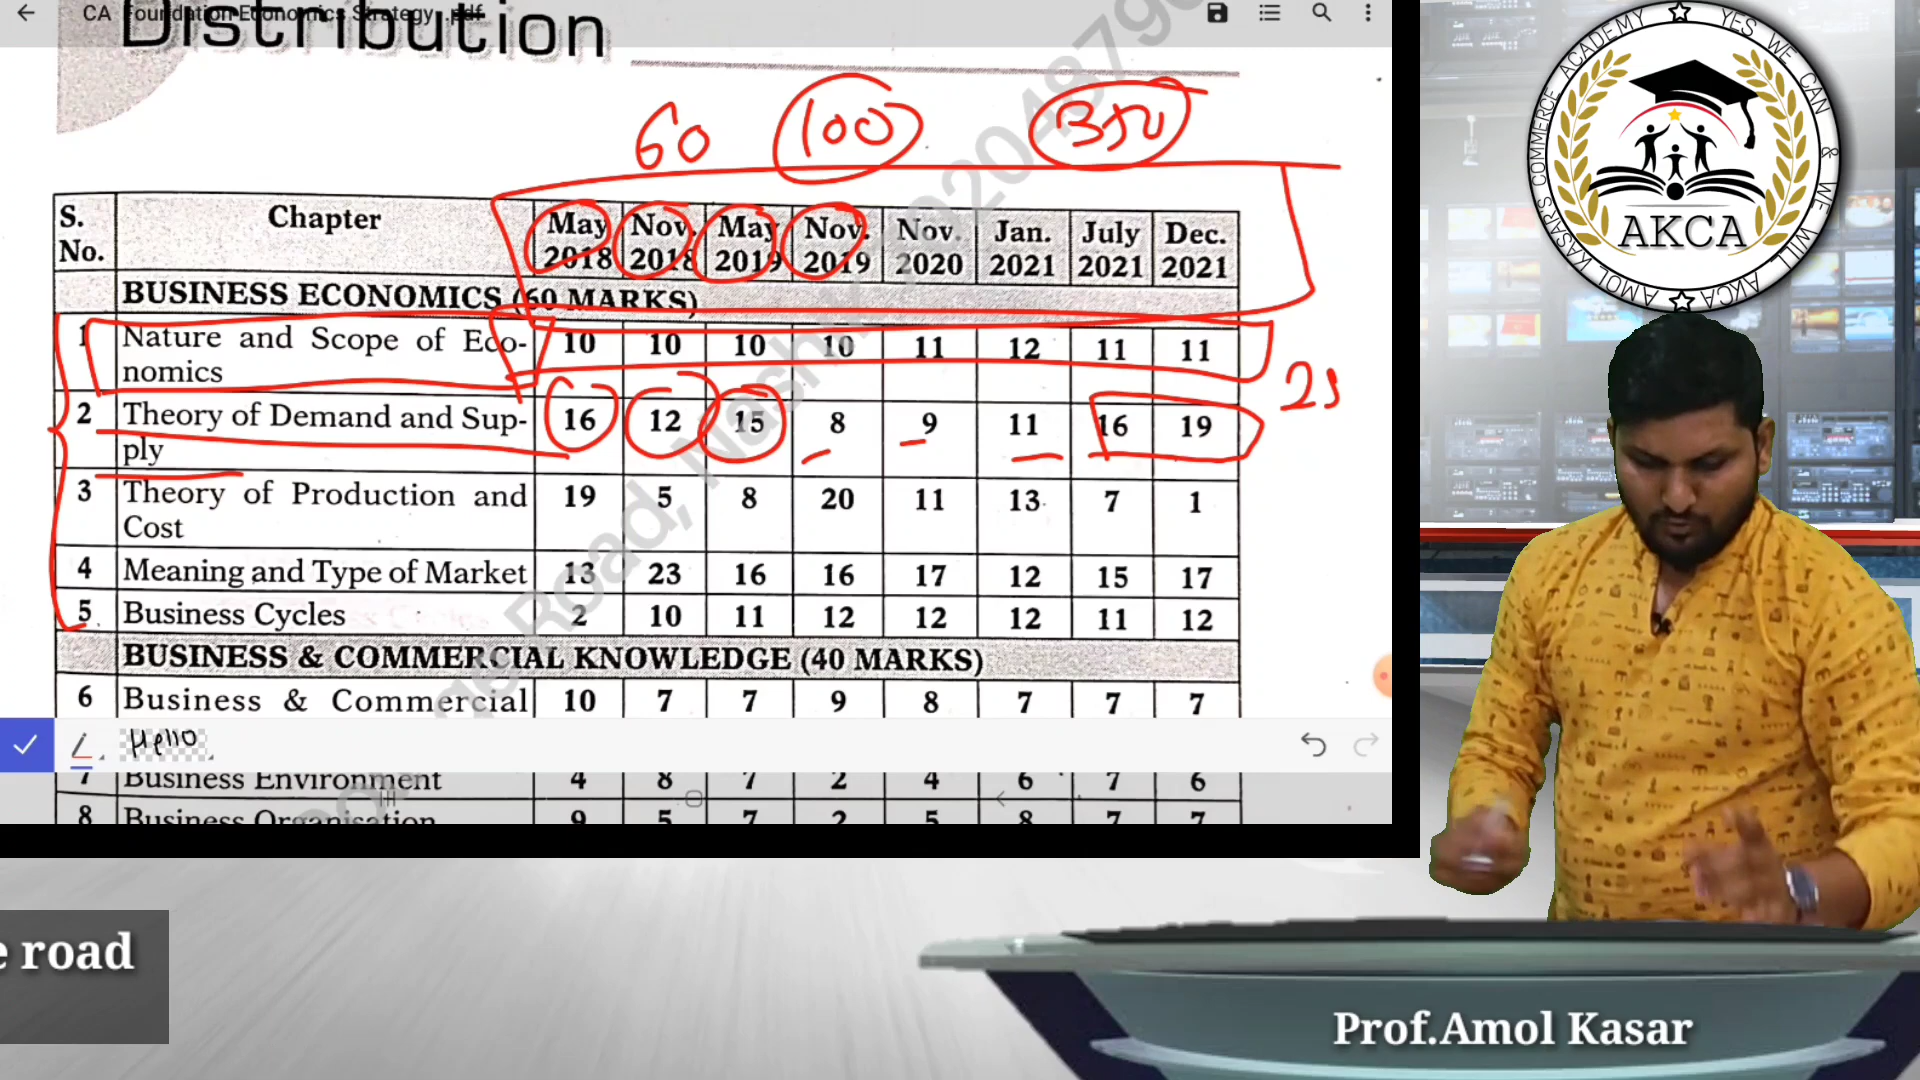 ← CA Foundation Economics Strategy .pdf
Distribution
60 100 350
S. No. Chapter May 2018 Nov. 2018 May 2019 Nov. 2019 Nov. 2020 Jan. 2021 July 2021 Dec. 2021
BUSINESS ECONOMICS (60 MARKS)
1 Nature and Scope of Eco-
nomics 10 10 10 10 11 12 11 11
2 Theory of Demand and Sup-
ply 16 12 15 8 9 11 16 19
3 Theory of Production and
Cost 19 5 8 20 11 13 7 1
4 Meaning and Type of Market 13 23 16 16 17 12 15 17
5 Business Cycles 2 10 11 12 12 12 11 12
BUSINESS & COMMERCIAL KNOWLEDGE (40 MARKS)
6 Business & Commercial 10 7 7 9 8 7 7 7
Hello
7 Business Environment 4 8 7 2 4 6 7 6
8 Business Organisation 9 5 7 2 5 8 7 7
AMOL KASARS COMMERCE ACADEMY
YES WE CAN & WE WILL
AKCA
AKCA
e road
Prof.Amol Kasar